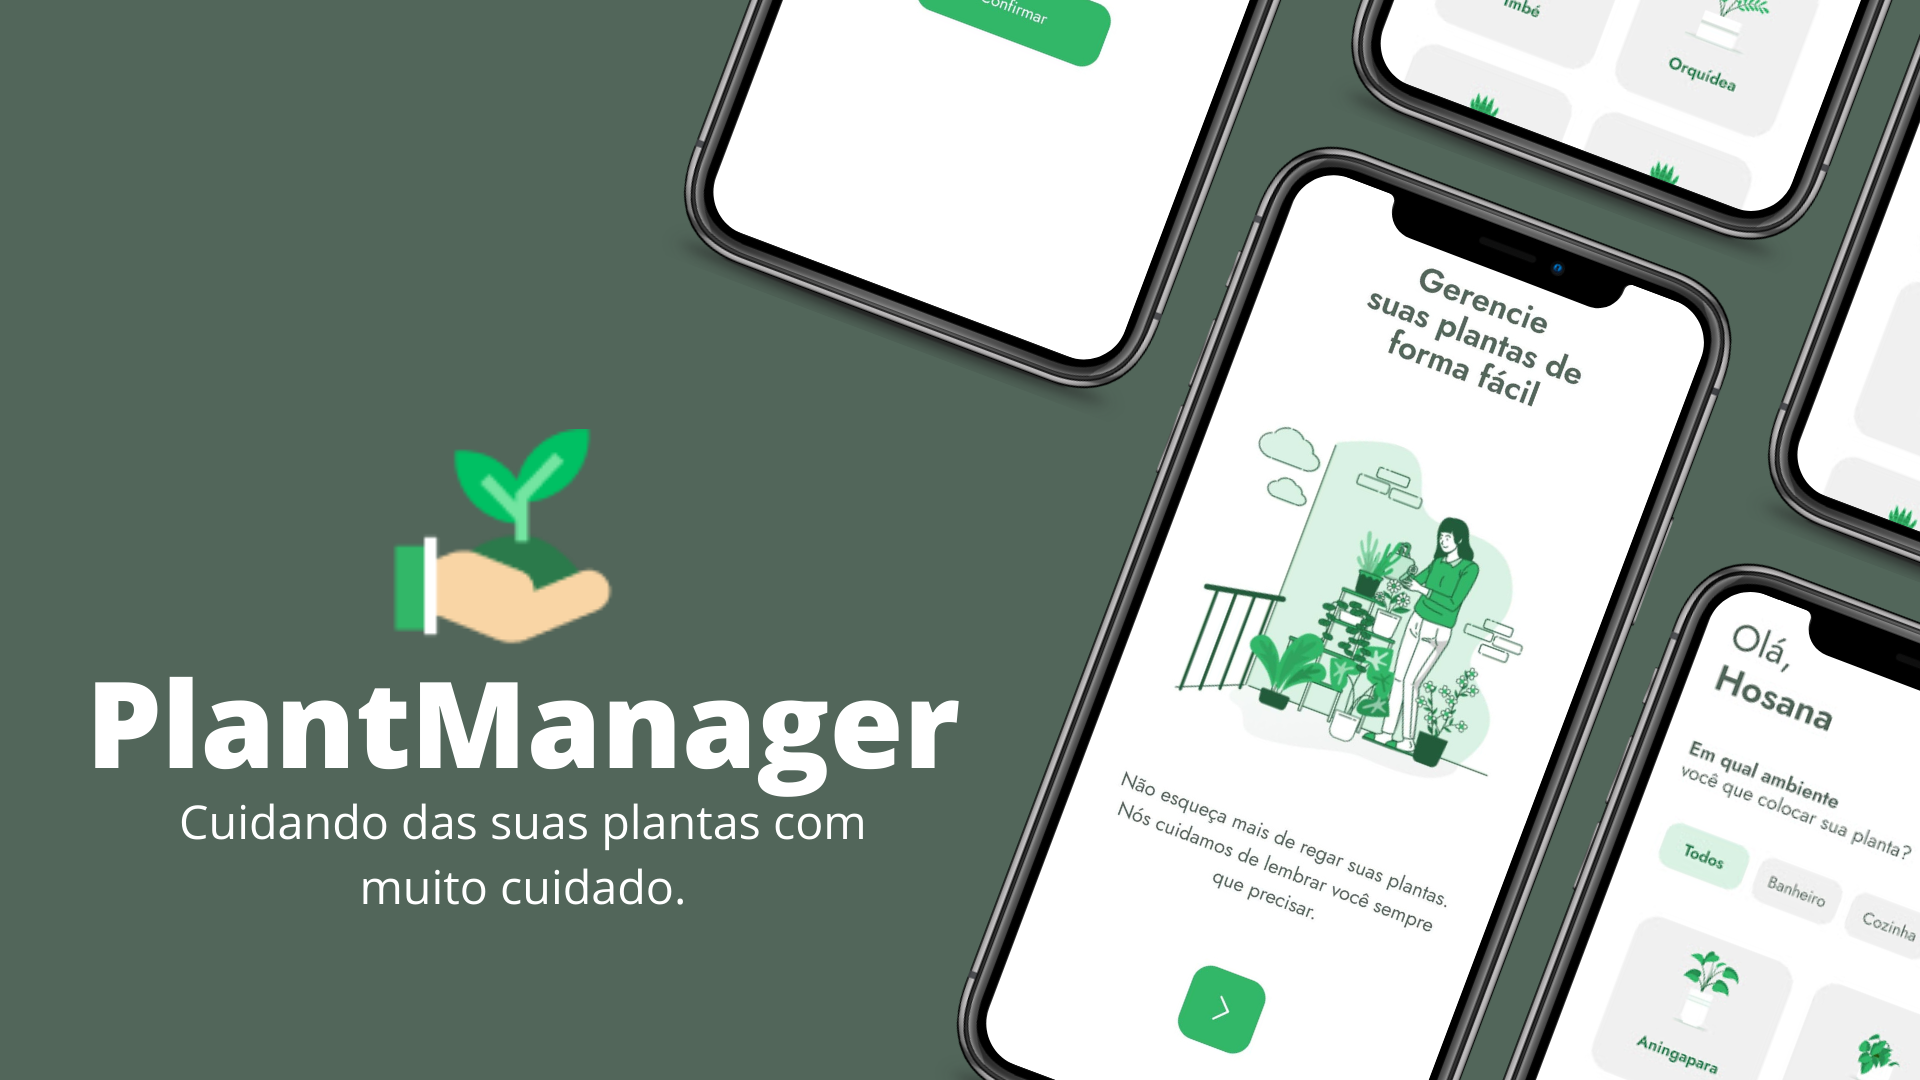 Confirmar
Imbé
Orquídea
Gerencie
suas plantas de
forma fácil
Não esqueça mais de regar suas plantas.
Nós cuidamos de lembrar você sempre
que precisar.
PlantManager
Cuidando das suas plantas com
muito cuidado.
Olá,
Hosana
Em qual ambiente
você que colocar sua planta?
Todos
Banheiro
Cozinha
Aningapara